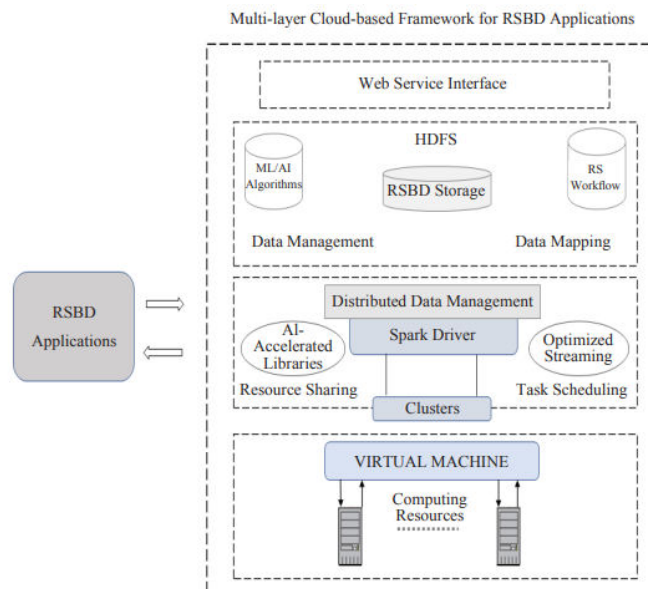 Multi-layer Cloud-based Framework for RSBD Applications
Web Service Interface
HDFS
ML/AI
Algorithms
RSBD Storage
RS
Workflow
Data Management
Data Mapping
RSBD
Applications
Distributed Data Management
AI-
Accelerated
Libraries
Spark Driver
Optimized
Streaming
Resource Sharing
Task Scheduling
Clusters
VIRTUAL MACHINE
Computing
Resources